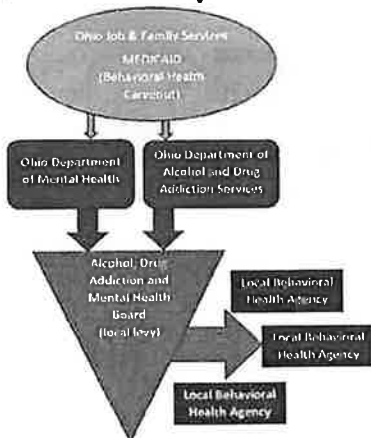 Ohio Job & Family Services
MEDICAID
(Behavioral Health
Carveout)
Ohio Department
of Mental Health
Ohio Department of
Alcohol and Drug
Addiction Services
Alcohol, Drug
Addiction and
Mental Health
Board
(local levy)
Local Behavioral
Health Agency
Local Behavioral
Health Agency
Local Behavioral
Health Agency